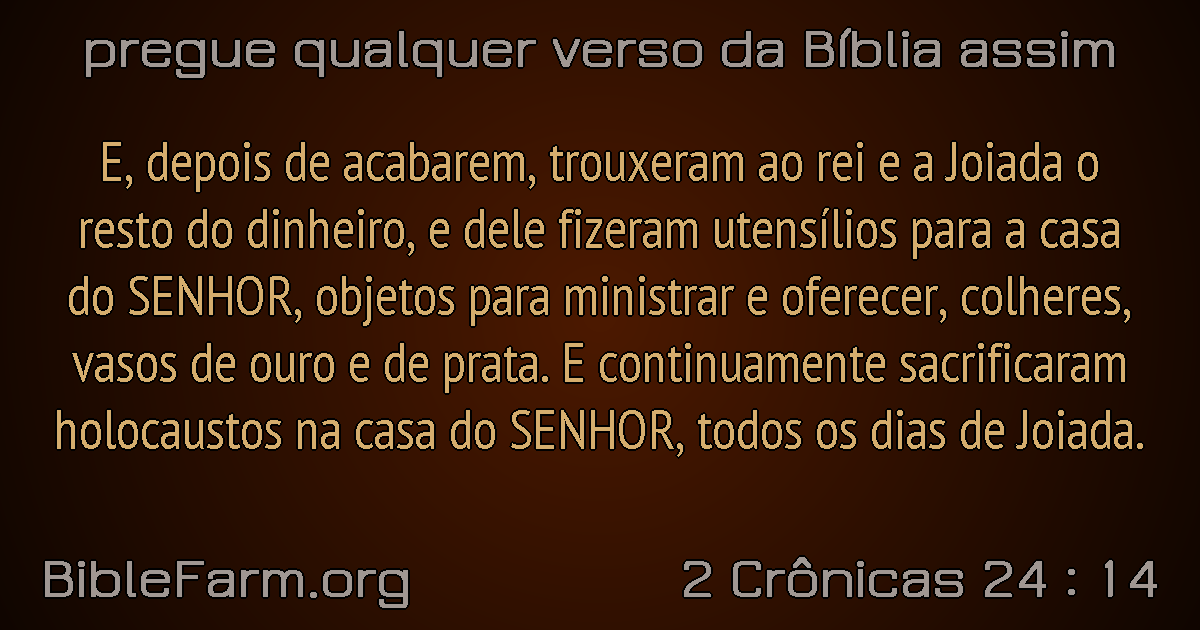 pregue qualquer verso da Bíblia assim
E, depois de acabarem, trouxeram ao rei e a Joiada o
resto do dinheiro, e dele fizeram utensílios para a casa
do SENHOR, objetos para ministrar e oferecer, colheres,
vasos de ouro e de prata. E continuamente sacrificaram
holocaustos na casa do SENHOR, todos os dias de Joiada.
BibleFarm.org
2 Crônicas 24 : 14